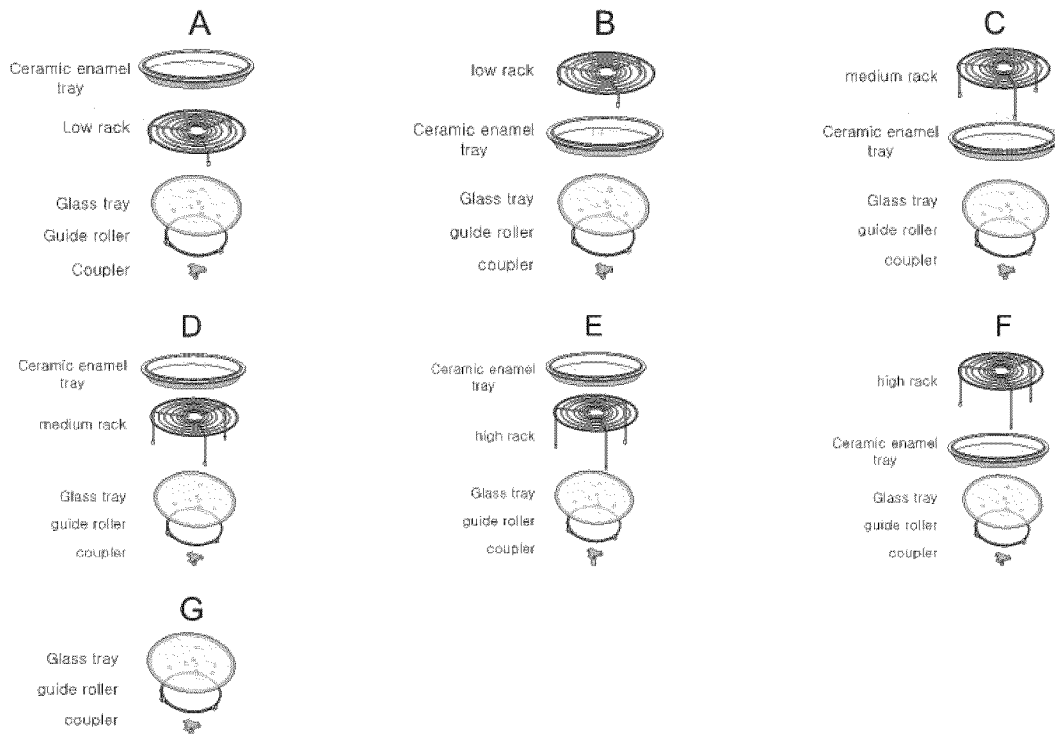 A
Ceramic enamel
tray
Low rack
Glass tray
Guide roller
Coupler
B
low rack
Ceramic enamel
tray
Glass tray
guide roller
coupler
C
medium rack
Ceramic enamel
tray
Glass tray
guide roller
coupler
D
Ceramic enamel
tray
medium rack
Glass tray
guide roller
coupler
E
Ceramic enamel
tray
high rack
Glass tray
guide roller
coupler
F
high rack
Ceramic enamel
tray
Glass tray
guide roller
coupler
G
Glass tray
guide roller
coupler